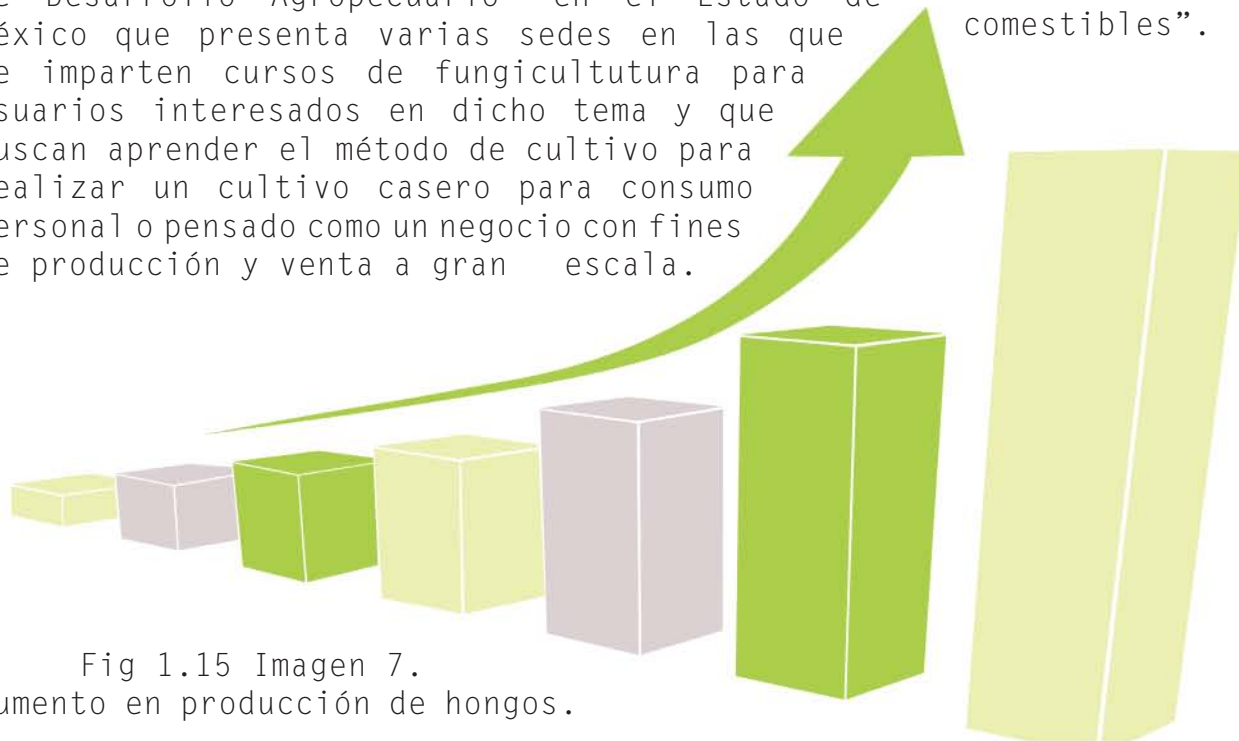 e Desarrollo Agropecuario" en el Estado de
éxico que presenta varias sedes en las que
e imparten cursos de fungicultutura para
suarios interesados en dicho tema y que
uscan aprender el método de cultivo para
ealizar un cultivo casero para consumo
ersonal o pensado como un negocio con fines
e producción y venta a gran escala.
comestibles".
Fig 1.15 Imagen 7.
umento en producción de hongos.